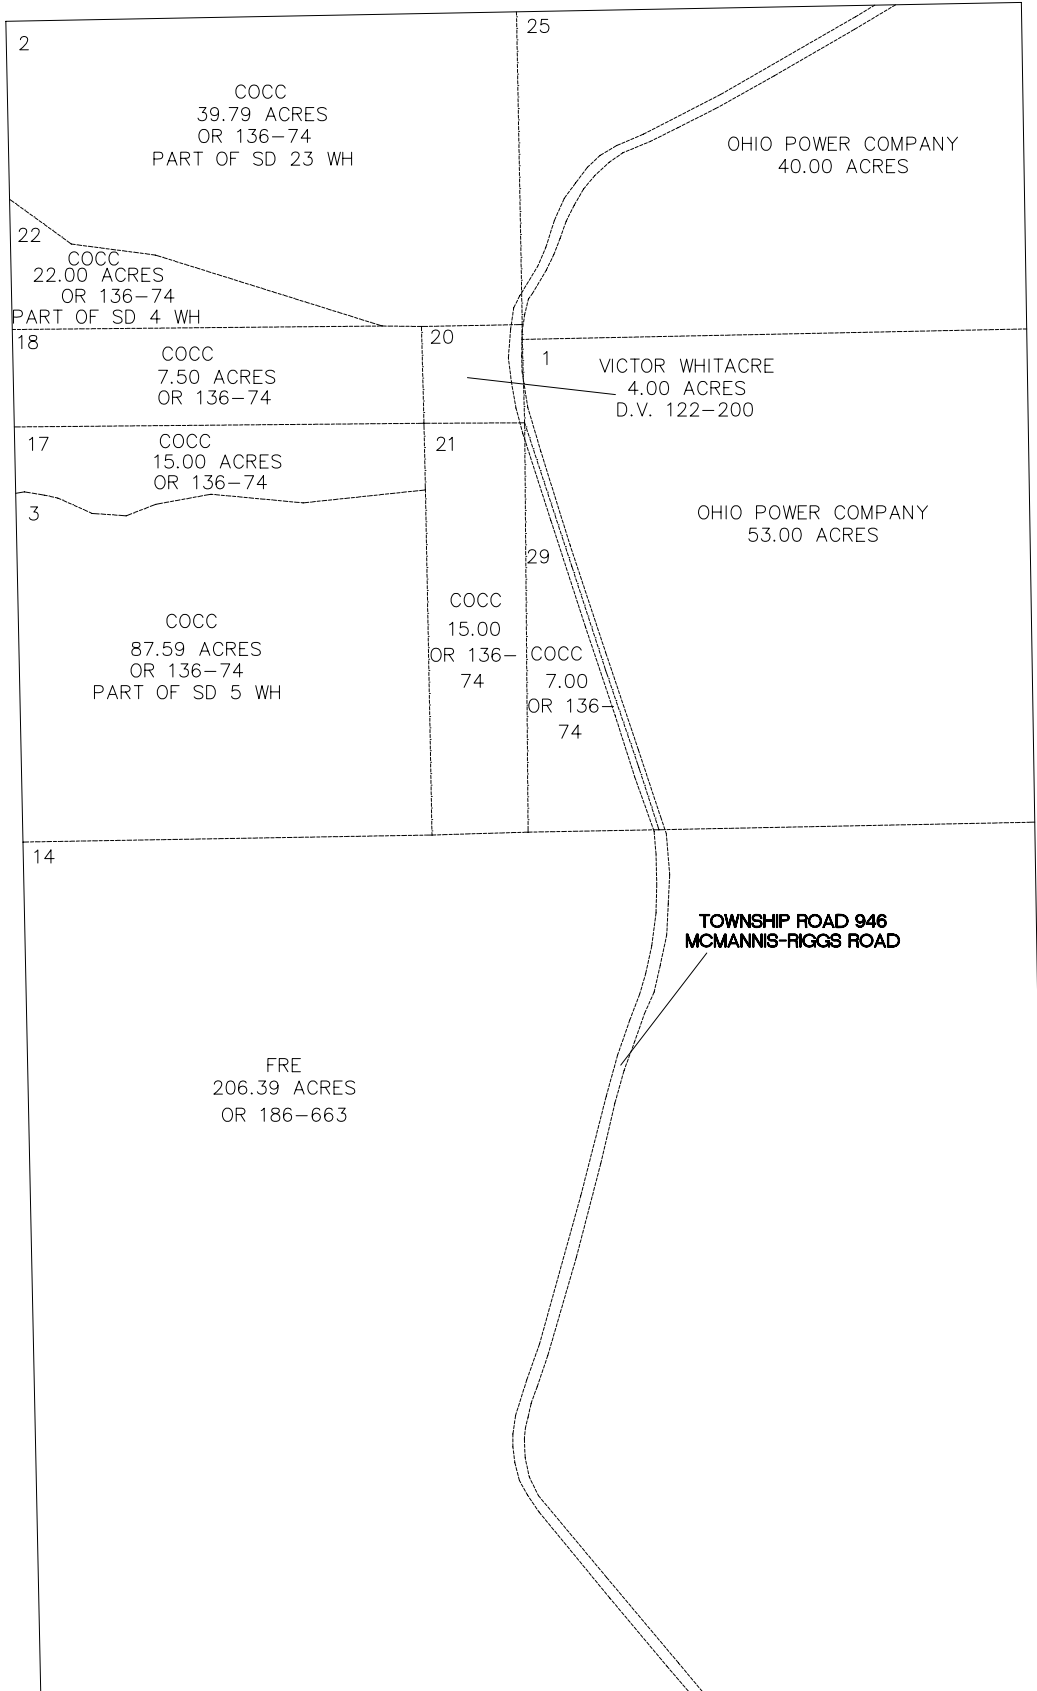 2
25
COCC
39.79 ACRES
OR 136-74
PART OF SD 23 WH
OHIO POWER COMPANY
40.00 ACRES
22
COCC
22.00 ACRES
OR 136-74
PART OF SD 4 WH
18
COCC
7.50 ACRES
OR 136-74
20
1
VICTOR WHITACRE
4.00 ACRES
D.V. 122-200
17
COCC
15.00 ACRES
OR 136-74
21
3
OHIO POWER COMPANY
53.00 ACRES
29
COCC
87.59 ACRES
OR 136-74
PART OF SD 5 WH
COCC
15.00
OR 136-
74
COCC
7.00
OR 136-
74
14
TOWNSHIP ROAD 946
MCMANNIS-RIGGS ROAD
FRE
206.39 ACRES
OR 186-663